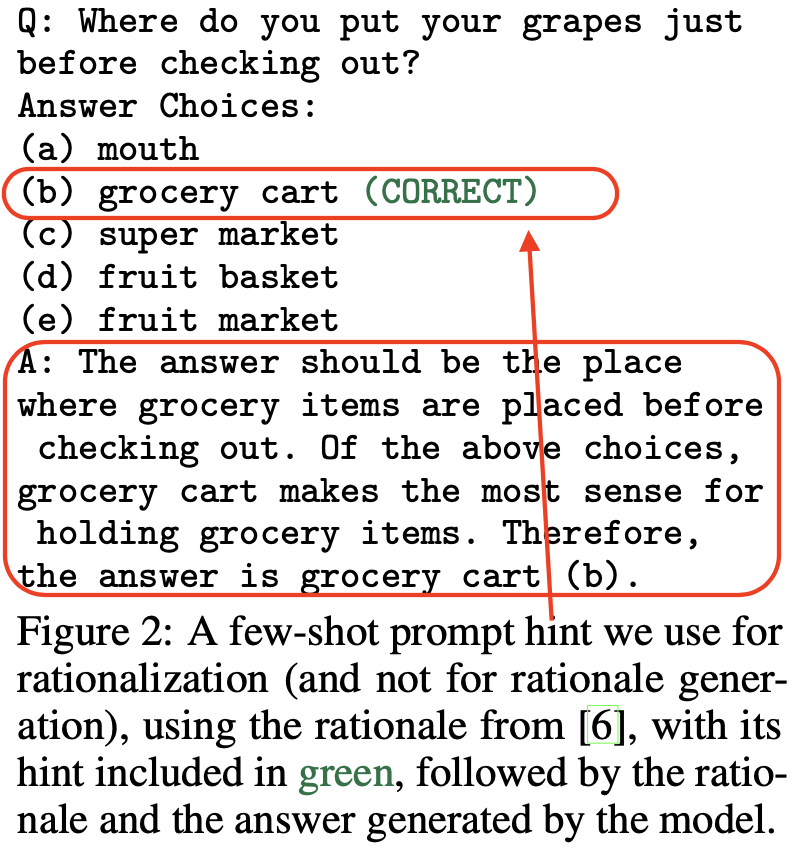 Q: Where do you put your grapes just
before checking out?
Answer Choices:
(a) mouth
(b) grocery cart (CORRECT)
(c) super market
(d) fruit basket
(e) fruit market
A: The answer should be the place
where grocery items are placed before
checking out. Of the above choices,
grocery cart makes the most sense for
holding grocery items. Therefore,
the answer is grocery cart (b).
Figure 2: A few-shot prompt hint we use for
rationalization (and not for rationale gener-
ation), using the rationale from [6], with its
hint included in green, followed by the ratio-
nale and the answer generated by the model.